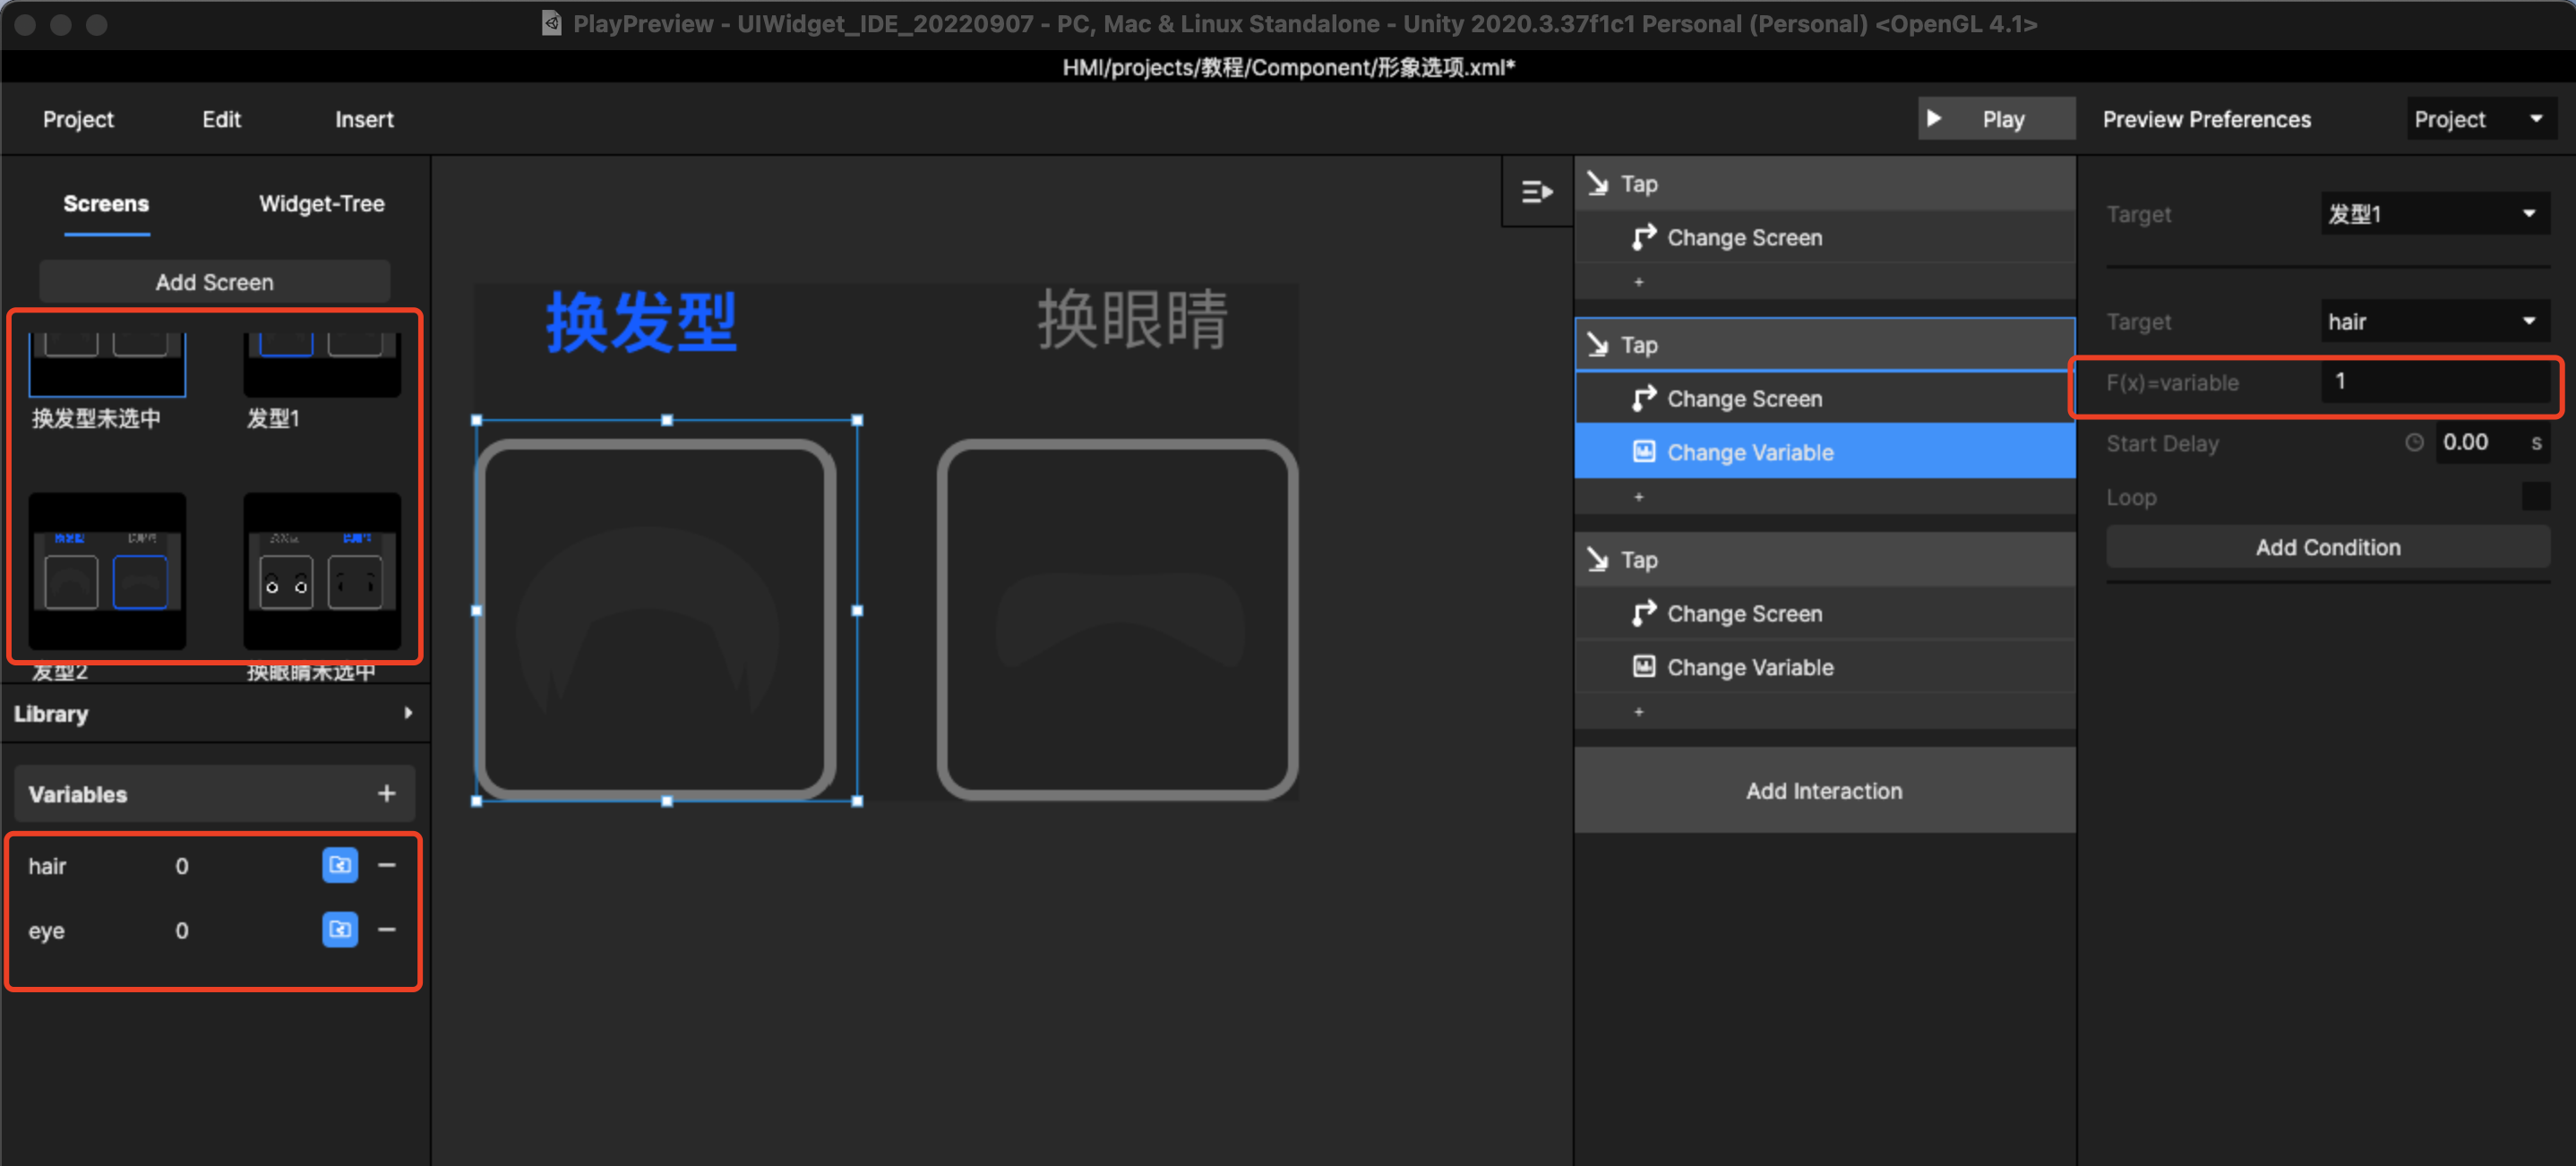 PlayPreview - UIWidget_IDE_20220907 - PC, Mac & Linux Standalone - Unity 2020.3.37f1c1 Personal (Personal) <OpenGL 4.1>
HMI/projects/教程/Component/形象选项.xml*
Project Edit Insert Play Preview Preferences Project
Screens Widget-Tree
Add Screen
换发型未选中 发型1
发型2 换眼睛未选中
Library
Variables +
hair 0
eye 0
换发型 换眼睛
Tap
Change Screen
+
Tap
Change Screen
Change Variable
+
Tap
Change Screen
Change Variable
+
Add Interaction
Target 发型1
Target hair
F(x)=variable 1
Start Delay 0.00 s
Loop
Add Condition